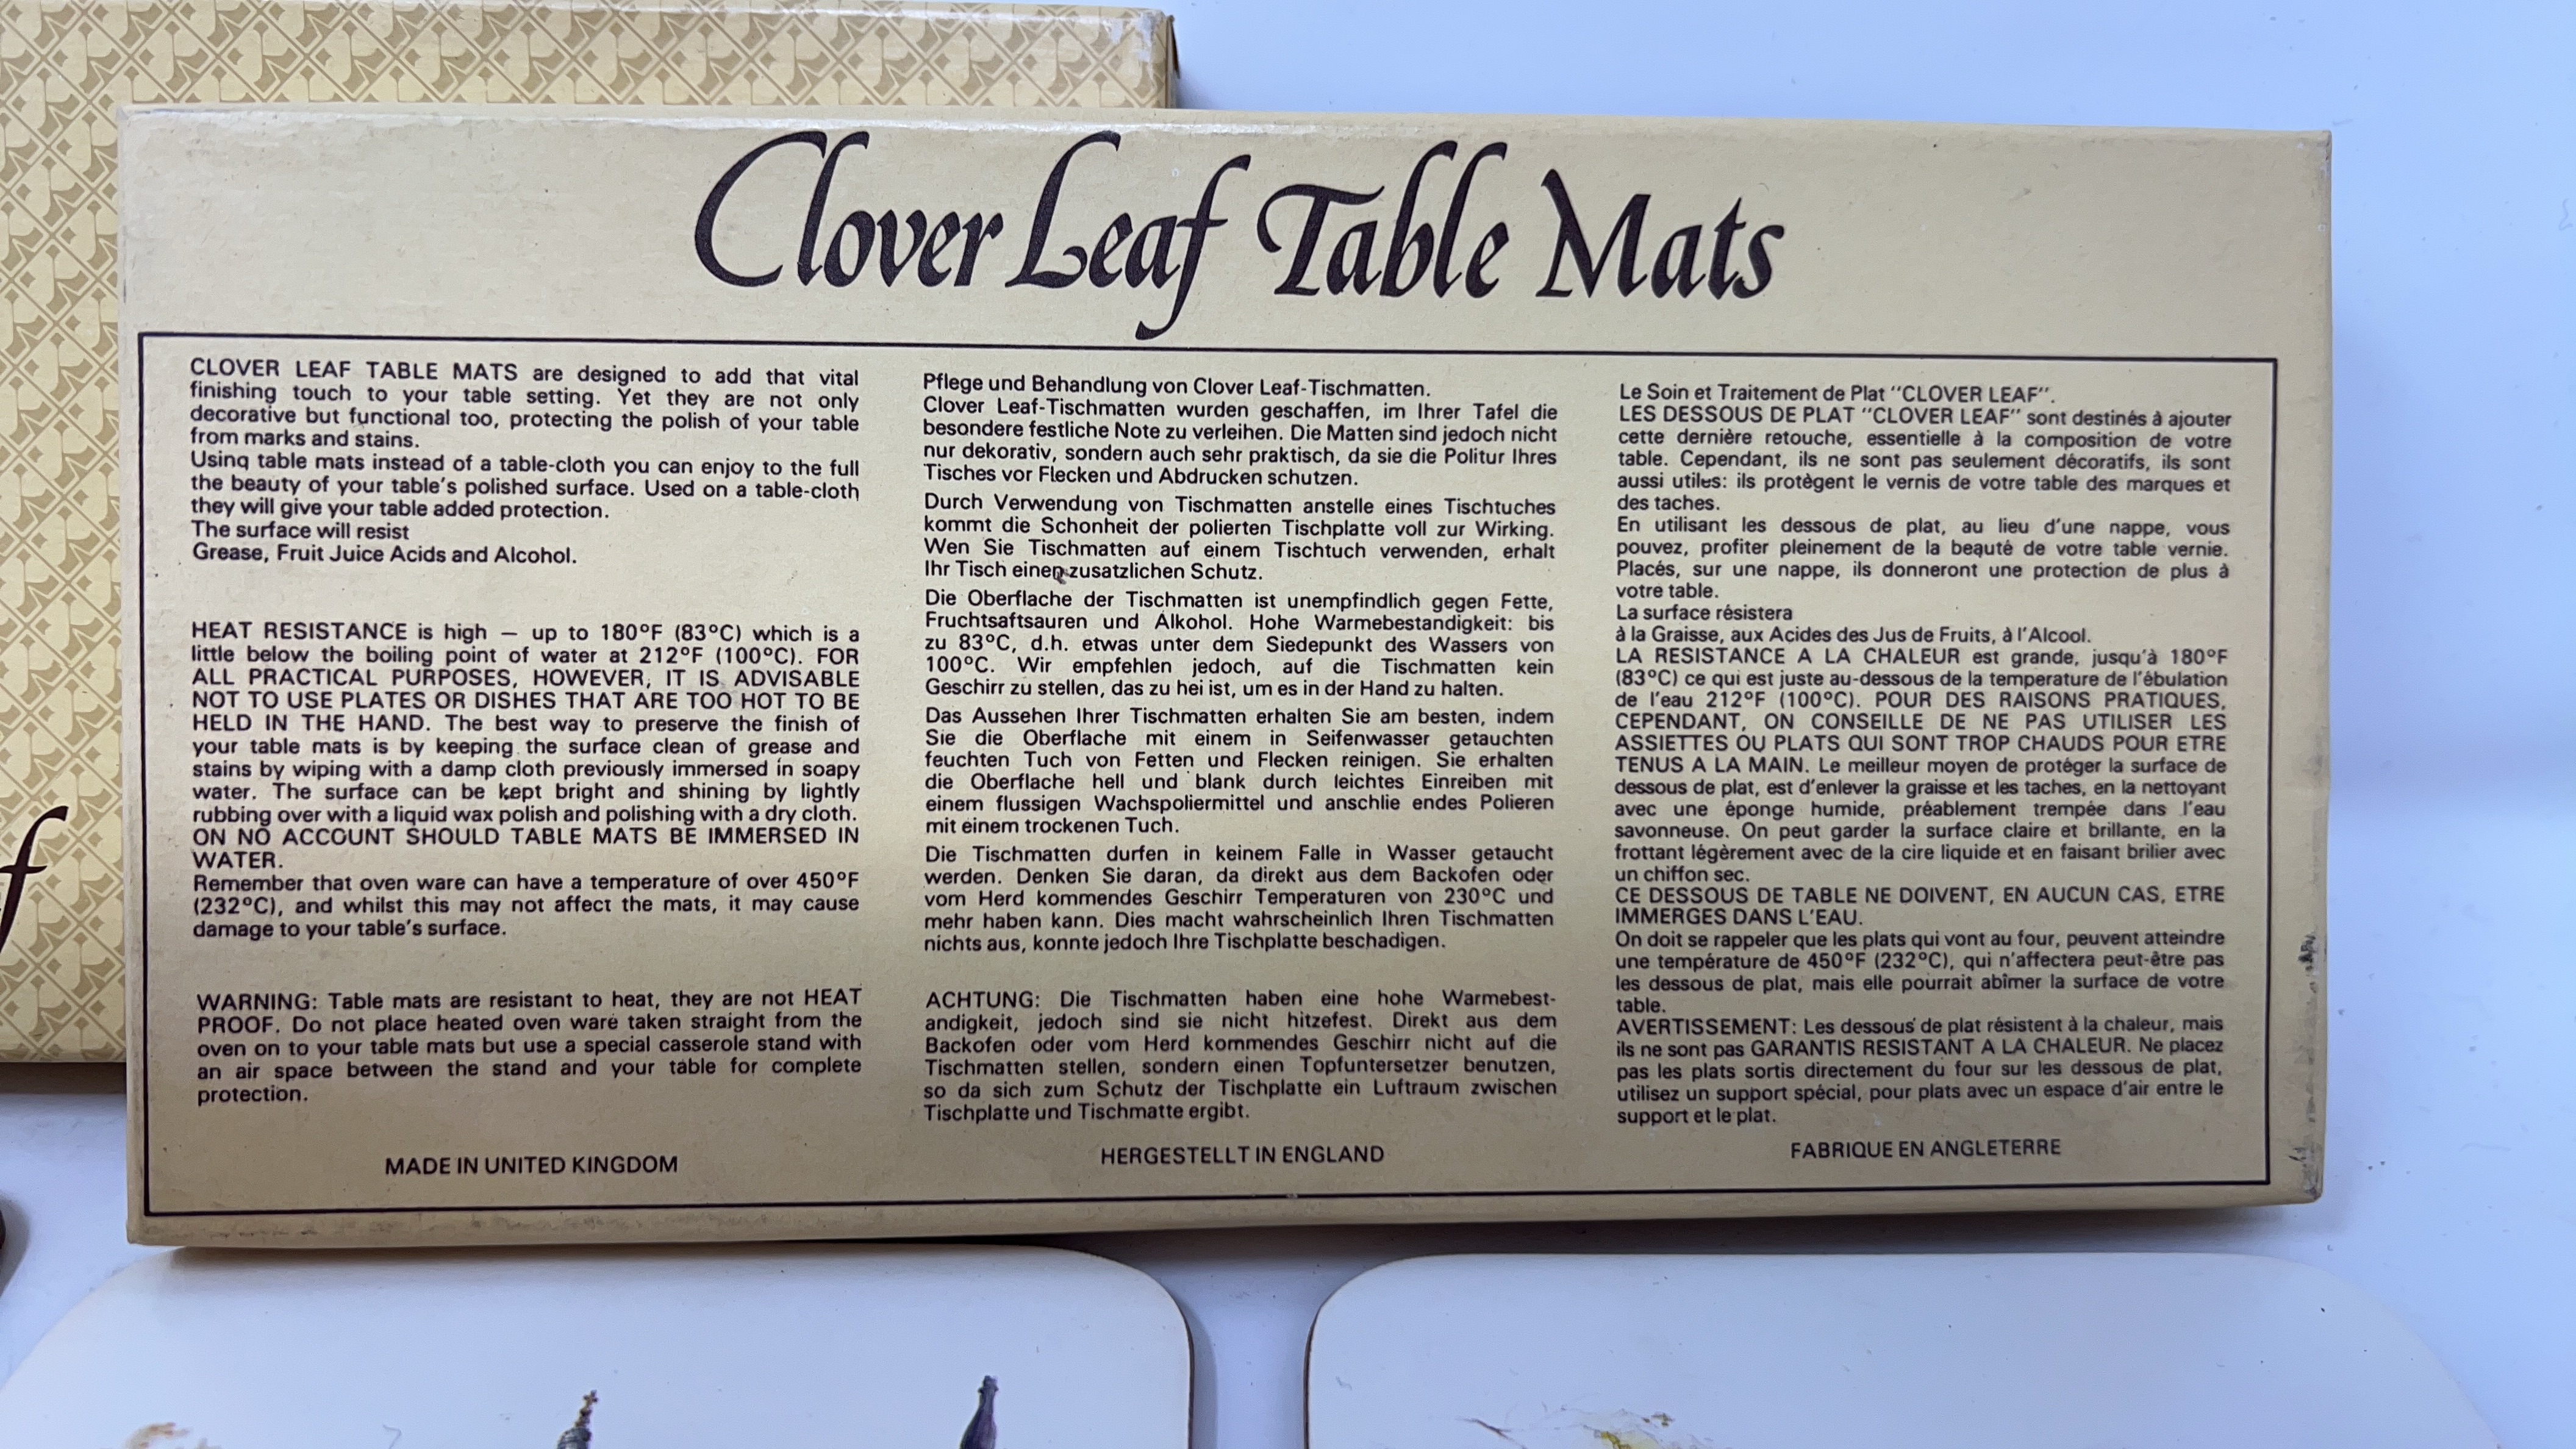 Clover Leaf Table Mats
CLOVER LEAF TABLE MATS are designed to add that vital
finishing touch to your table setting. Yet they are not only
decorative but functional too, protecting the polish of your table
from marks and stains.
Using table mats instead of a table-cloth you can enjoy to the full
the beauty of your table's polished surface. Used on a table-cloth
they will give your table added protection.
The surface will resist
Grease, Fruit Juice Acids and Alcohol.
HEAT RESISTANCE is high — up to 180°F (83°C) which is a
little below the boiling point of water at 212°F (100°C). FOR
ALL PRACTICAL PURPOSES, HOWEVER, IT IS ADVISABLE
NOT TO USE PLATES OR DISHES THAT ARE TOO HOT TO BE
HELD IN THE HAND. The best way to preserve the finish of
your table mats is by keeping the surface clean of grease and
stains by wiping with a damp cloth previously immersed in soapy
water. The surface can be kept bright and shining by lightly
rubbing over with a liquid wax polish and polishing with a dry cloth.
ON NO ACCOUNT SHOULD TABLE MATS BE IMMERSED IN
WATER.
Remember that oven ware can have a temperature of over 450°F
(232°C), and whilst this may not affect the mats, it may cause
damage to your table's surface.
WARNING: Table mats are resistant to heat, they are not HEAT
PROOF. Do not place heated oven ware taken straight from the
oven on to your table mats but use a special casserole stand with
an air space between the stand and your table for complete
protection.
MADE IN UNITED KINGDOM
Pflege und Behandlung von Clover Leaf-Tischmatten.
Clover Leaf-Tischmatten wurden geschaffen, im Ihrer Tafel die
besondere festliche Note zu verleihen. Die Matten sind jedoch nicht
nur dekorativ, sondern auch sehr praktisch, da sie die Politur Ihres
Tisches vor Flecken und Abdrucken schutzen.
Durch Verwendung von Tischmatten anstelle eines Tischtuches
kommt die Schonheit der polierten Tischplatte voll zur Wirking.
Wen Sie Tischmatten auf einem Tischtuch verwenden, erhalt
Ihr Tisch einen zusatzlichen Schutz.
Die Oberflache der Tischmatten ist unempfindlich gegen Fette,
Fruchtsaftsauren und Alkohol. Hohe Warmebestandigkeit: bis
zu 83°C, d.h. etwas unter dem Siedepunkt des Wassers von
100°C. Wir empfehlen jedoch, auf die Tischmatten kein
Geschirr zu stellen, das zu hei ist, um es in der Hand zu halten.
Das Aussehen Ihrer Tischmatten erhalten Sie am besten, indem
Sie die Oberflache mit einem in Seifenwasser getauchten
feuchten Tuch von Fetten und Flecken reinigen. Sie erhalten
die Oberflache hell und blank durch leichtes Einreiben mit
einem flussigen Wachspoliermittel und anschlie endes Polieren
mit einem trockenen Tuch.
Die Tischmatten durfen in keinem Falle in Wasser getaucht
werden. Denken Sie daran, da direkt aus dem Backofen oder
vom Herd kommendes Geschirr Temperaturen von 230°C und
mehr haben kann. Dies macht wahrscheinlich Ihren Tischmatten
nichts aus, konnte jedoch Ihre Tischplatte beschadigen.
ACHTUNG: Die Tischmatten haben eine hohe Warmebest-
andigkeit, jedoch sind sie nicht hitzefest. Direkt aus dem
Backofen oder vom Herd kommendes Geschirr nicht auf die
Tischmatten stellen, sondern einen Topfuntersetzer benutzen,
so da sich zum Schutz der Tischplatte ein Luftraum zwischen
Tischplatte und Tischmatte ergibt.
HERGESTELLT IN ENGLAND
Le Soin et Traitement de Plat "CLOVER LEAF".
LES DESSOUS DE PLAT "CLOVER LEAF" sont destinés à ajouter
cette dernière retouche, essentielle à la composition de votre
table. Cependant, ils ne sont pas seulement décoratifs, ils sont
aussi utiles: ils protègent le vernis de votre table des marques et
des taches.
En utilisant les dessous de plat, au lieu d'une nappe, vous
pouvez, profiter pleinement de la beauté de votre table vernie.
Placés, sur une nappe, ils donneront une protection de plus à
votre table.
La surface résistera
à la Graisse, aux Acides des Jus de Fruits, à l'Alcool.
LA RESISTANCE A LA CHALEUR est grande, jusqu'à 180°F
(83°C) ce qui est juste au-dessous de la temperature de l'ébulation
de l'eau 212°F (100°C). POUR DES RAISONS PRATIQUES,
CEPENDANT, ON CONSEILLE DE NE PAS UTILISER LES
ASSIETTES OU PLATS QUI SONT TROP CHAUDS POUR ETRE
TENUS A LA MAIN. Le meilleur moyen de protéger la surface de
dessous de plat, est d'enlever la graisse et les taches, en la nettoyant
avec une éponge humide, préablement trempée dans l'eau
savonneuse. On peut garder la surface claire et brillante, en la
frottant légèrement avec de la cire liquide et en faisant brilier avec
un chiffon sec.
CE DESSOUS DE TABLE NE DOIVENT, EN AUCUN CAS, ETRE
IMMERGES DANS L'EAU.
On doit se rappeler que les plats qui vont au four, peuvent atteindre
une température de 450°F (232°C), qui n'affectera peut-être pas
les dessous de plat, mais elle pourrait abîmer la surface de votre
table.
AVERTISSEMENT: Les dessous de plat résistent à la chaleur, mais
ils ne sont pas GARANTIS RESISTANT A LA CHALEUR. Ne placez
pas les plats sortis directement du four sur les dessous de plat,
utilisez un support spécial, pour plats avec un espace d'air entre le
support et le plat.
FABRIQUE EN ANGLETERRE
f